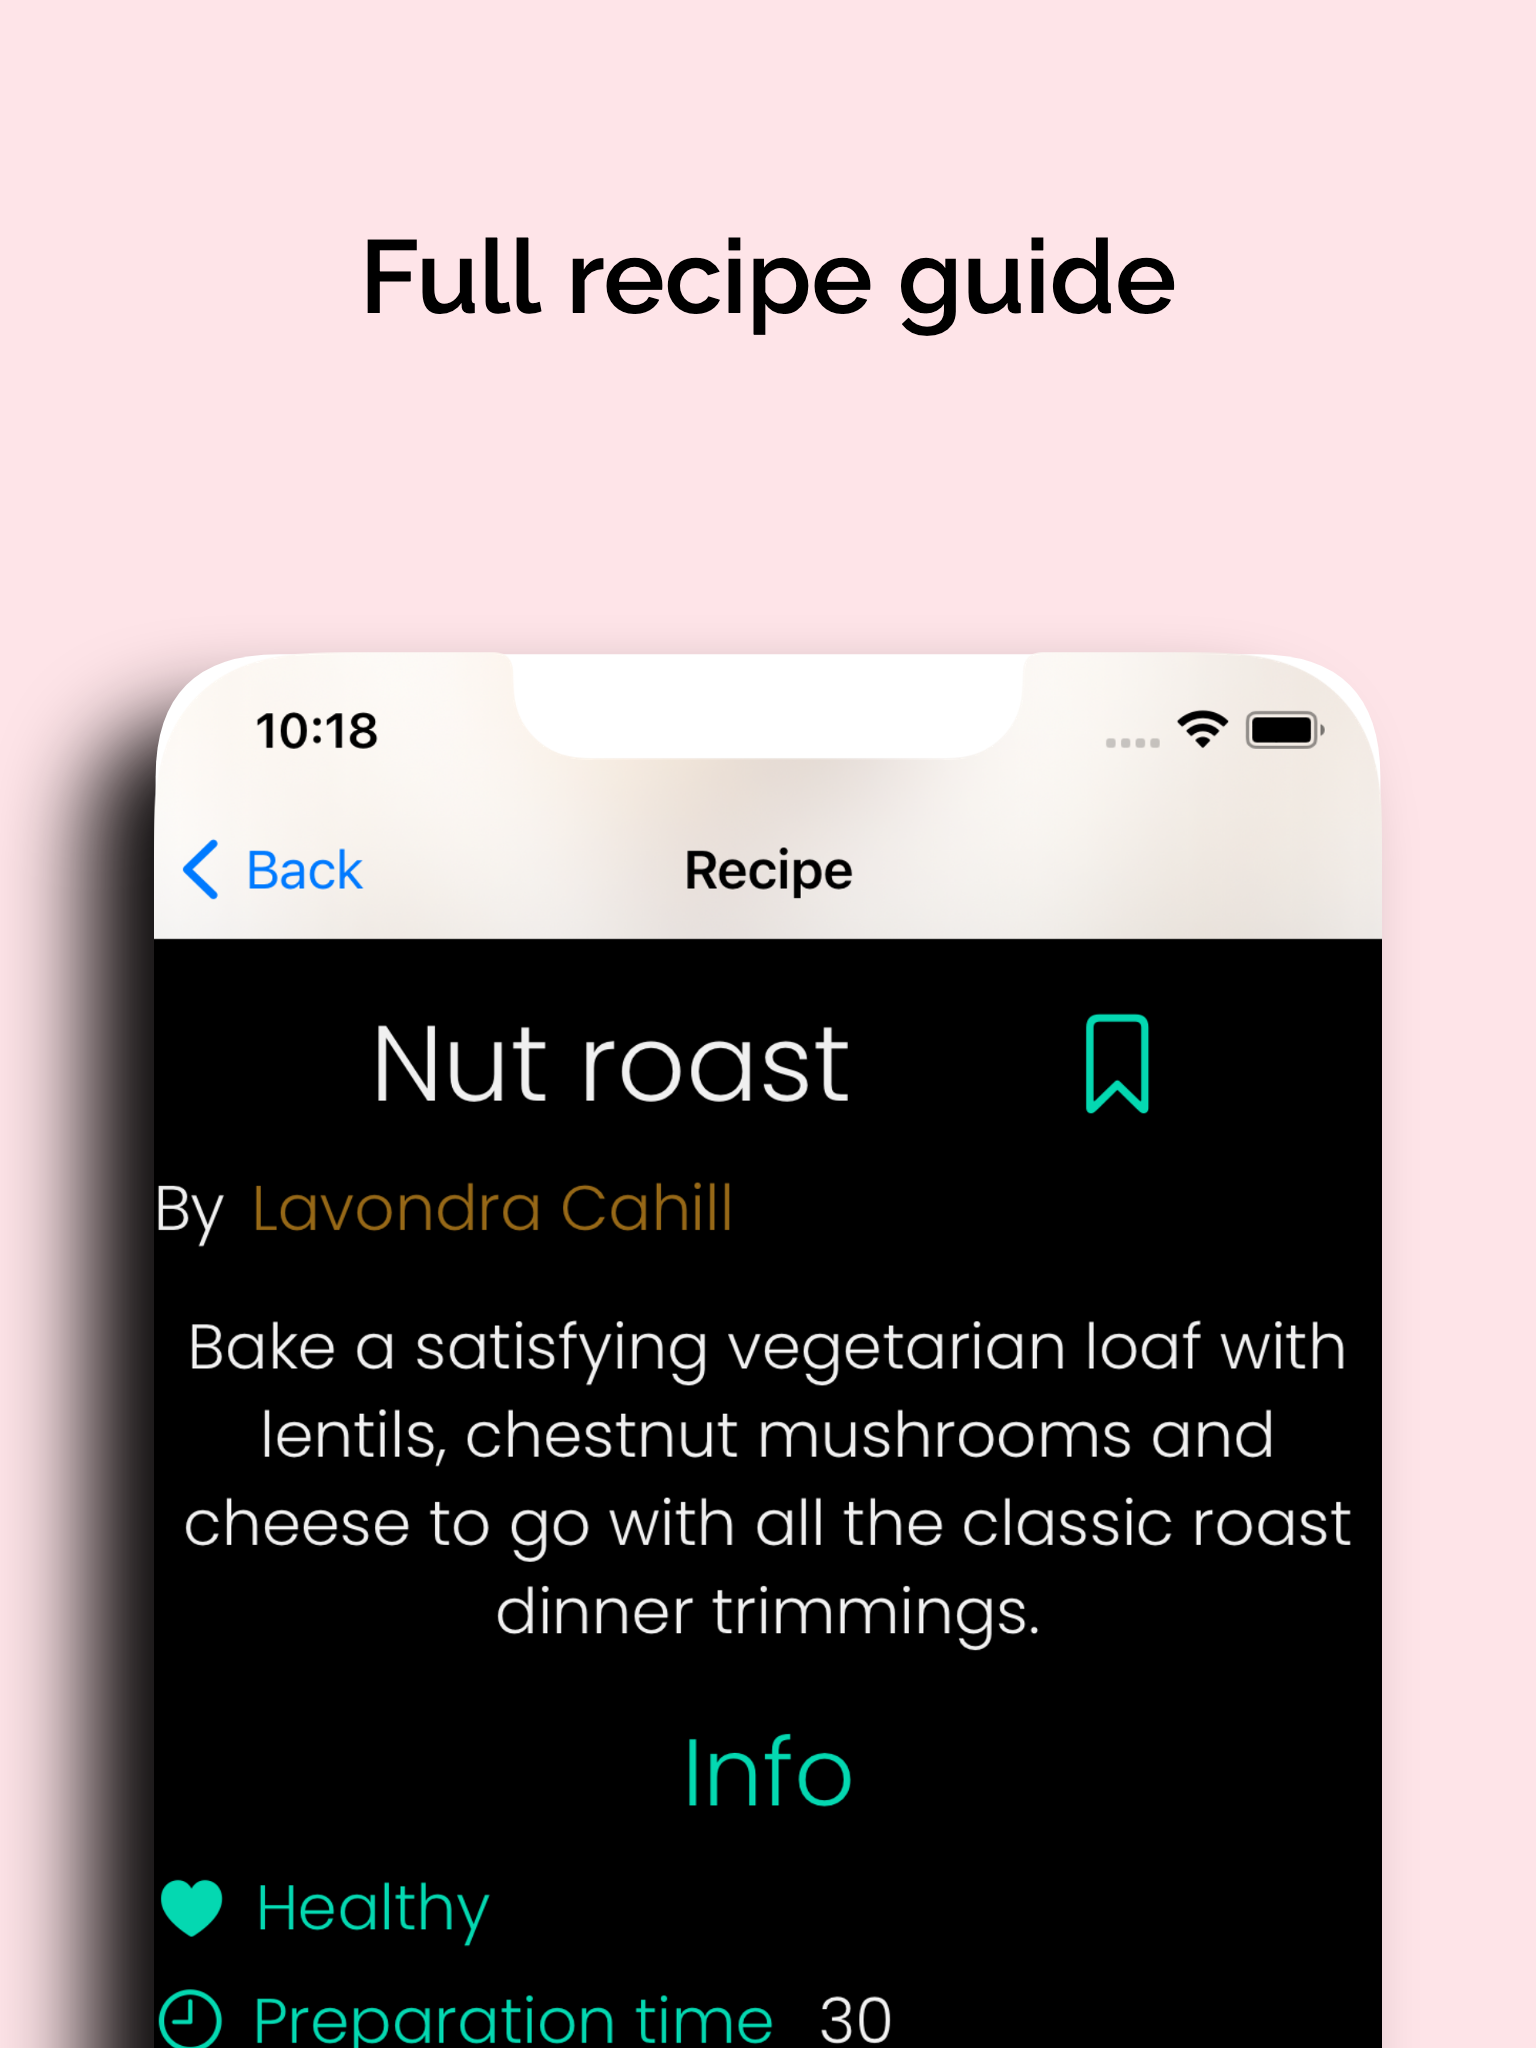 Full recipe guide
10:18
Back
Recipe
Nut roast
By Lavondra Cahill
Bake a satisfying vegetarian loaf with
lentils, chestnut mushrooms and
cheese to go with all the classic roast
dinner trimmings.
Info
Healthy
Preparation time 30